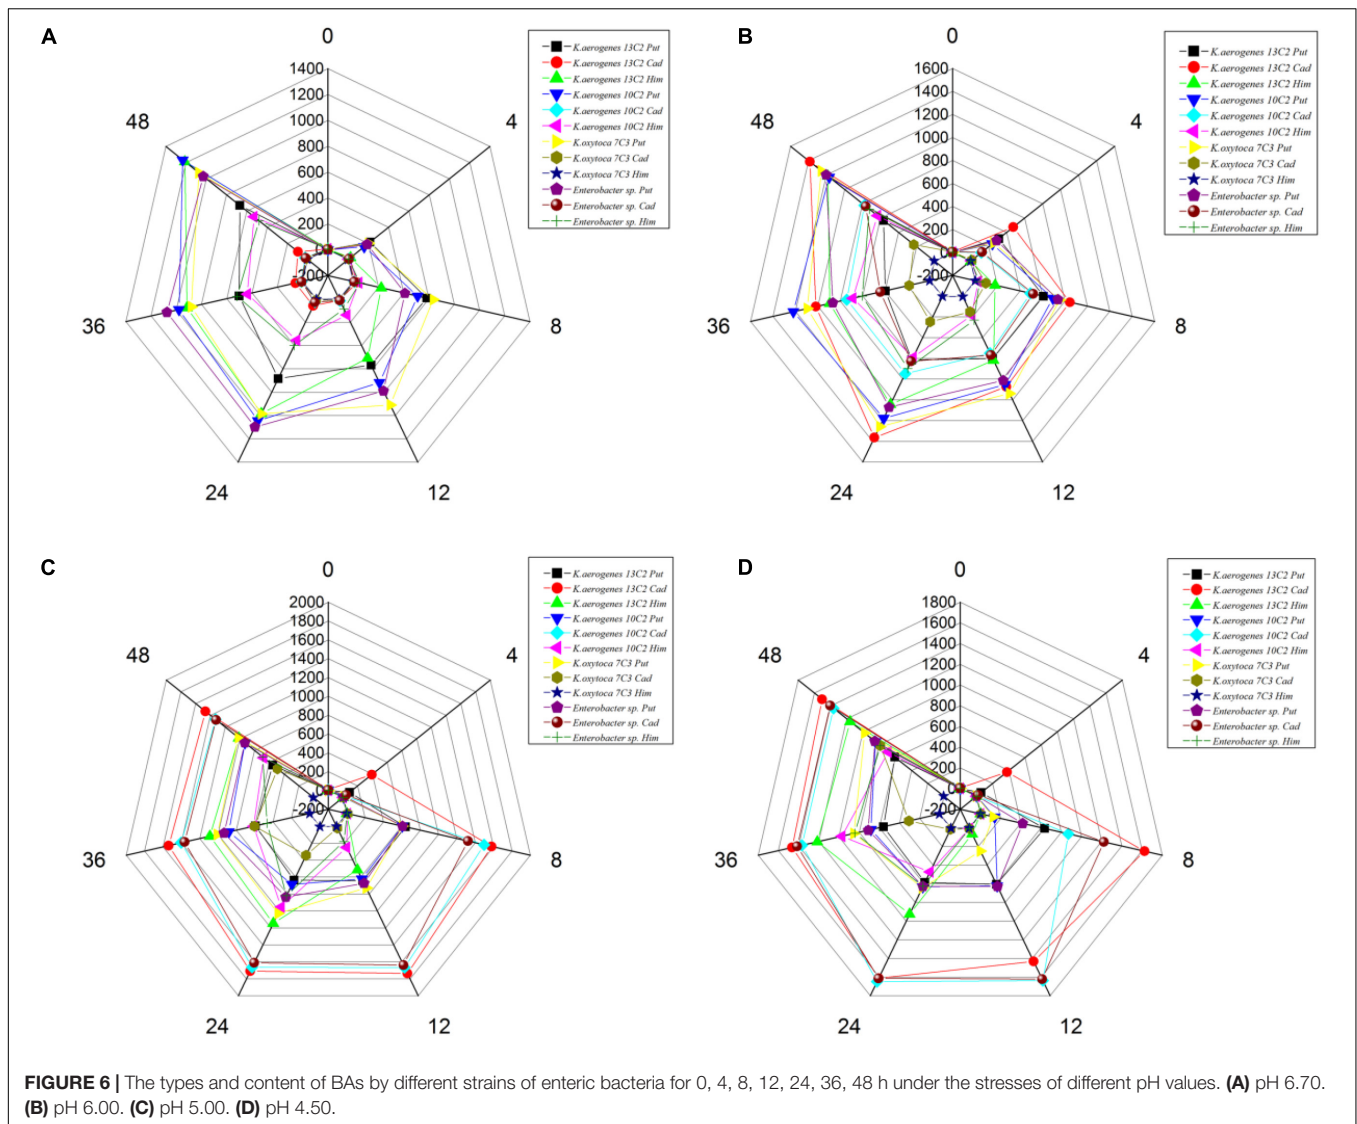 A
0
1400
1200
1000
800
600
400
200
0
-200
4
8
12
24
36
48
K.aerogenes 13C2 Put
K.aerogenes 13C2 Cad
K.aerogenes 13C2 Him
K.aerogenes 10C2 Put
K.aerogenes 10C2 Cad
K.aerogenes 10C2 Him
K.oxytoca 7C3 Put
K.oxytoca 7C3 Cad
K.oxytoca 7C3 Him
Enterobacter sp. Put
Enterobacter sp. Cad
Enterobacter sp. Him
B
0
1600
1400
1200
1000
800
600
400
200
0
-200
4
8
12
24
36
48
K.aerogenes 13C2 Put
K.aerogenes 13C2 Cad
K.aerogenes 13C2 Him
K.aerogenes 10C2 Put
K.aerogenes 10C2 Cad
K.aerogenes 10C2 Him
K.oxytoca 7C3 Put
K.oxytoca 7C3 Cad
K.oxytoca 7C3 Him
Enterobacter sp. Put
Enterobacter sp. Cad
Enterobacter sp. Him
C
0
2000
1800
1600
1400
1200
1000
800
600
400
200
0
-200
4
8
12
24
36
48
K.aerogenes 13C2 Put
K.aerogenes 13C2 Cad
K.aerogenes 13C2 Him
K.aerogenes 10C2 Put
K.aerogenes 10C2 Cad
K.aerogenes 10C2 Him
K.oxytoca 7C3 Put
K.oxytoca 7C3 Cad
K.oxytoca 7C3 Him
Enterobacter sp. Put
Enterobacter sp. Cad
Enterobacter sp. Him
D
0
1800
1600
1400
1200
1000
800
600
400
200
0
-200
4
8
12
24
36
48
K.aerogenes 13C2 Put
K.aerogenes 13C2 Cad
K.aerogenes 13C2 Him
K.aerogenes 10C2 Put
K.aerogenes 10C2 Cad
K.aerogenes 10C2 Him
K.oxytoca 7C3 Put
K.oxytoca 7C3 Cad
K.oxytoca 7C3 Him
Enterobacter sp. Put
Enterobacter sp. Cad
Enterobacter sp. Him
FIGURE 6 | The types and content of BAs by different strains of enteric bacteria for 0, 4, 8, 12, 24, 36, 48 h under the stresses of different pH values. (A) pH 6.70.
(B) pH 6.00. (C) pH 5.00. (D) pH 4.50.